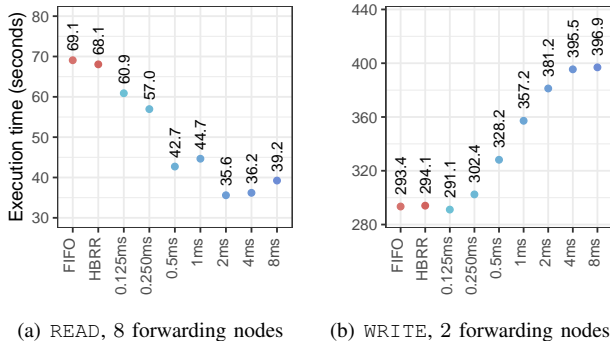 Execution time (seconds)
80
70
60
50
40
30
69.1
68.1
60.9
57.0
42.7
44.7
35.6
36.2
39.2
FIFO
HBRR
0.125ms
0.250ms
0.5ms
1ms
2ms
4ms
8ms
(a) READ, 8 forwarding nodes
440
400
360
320
280
293.4
294.1
291.1
302.4
328.2
357.2
381.2
395.5
396.9
FIFO
HBRR
0.125ms
0.250ms
0.5ms
1ms
2ms
4ms
8ms
(b) WRITE, 2 forwarding nodes